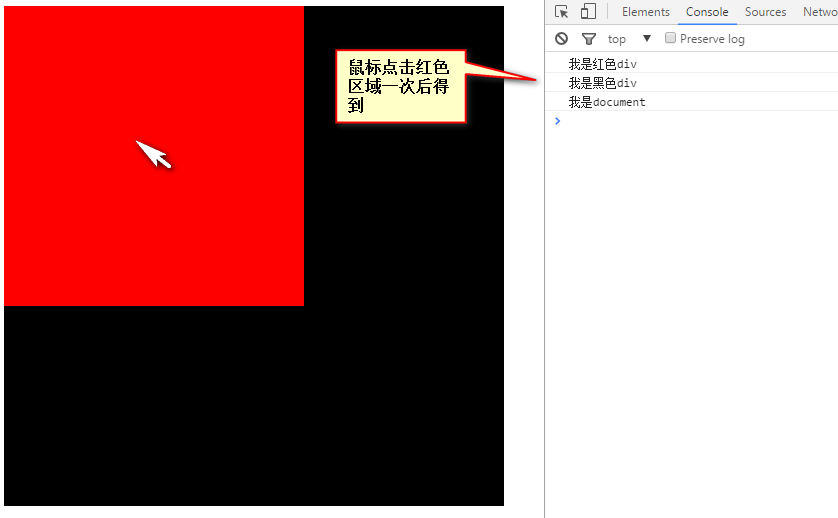 Elements Console Sources Netwo
top Preserve log
鼠标点击红色
区域一次后得
到
我是红色div
我是黑色div
我是document